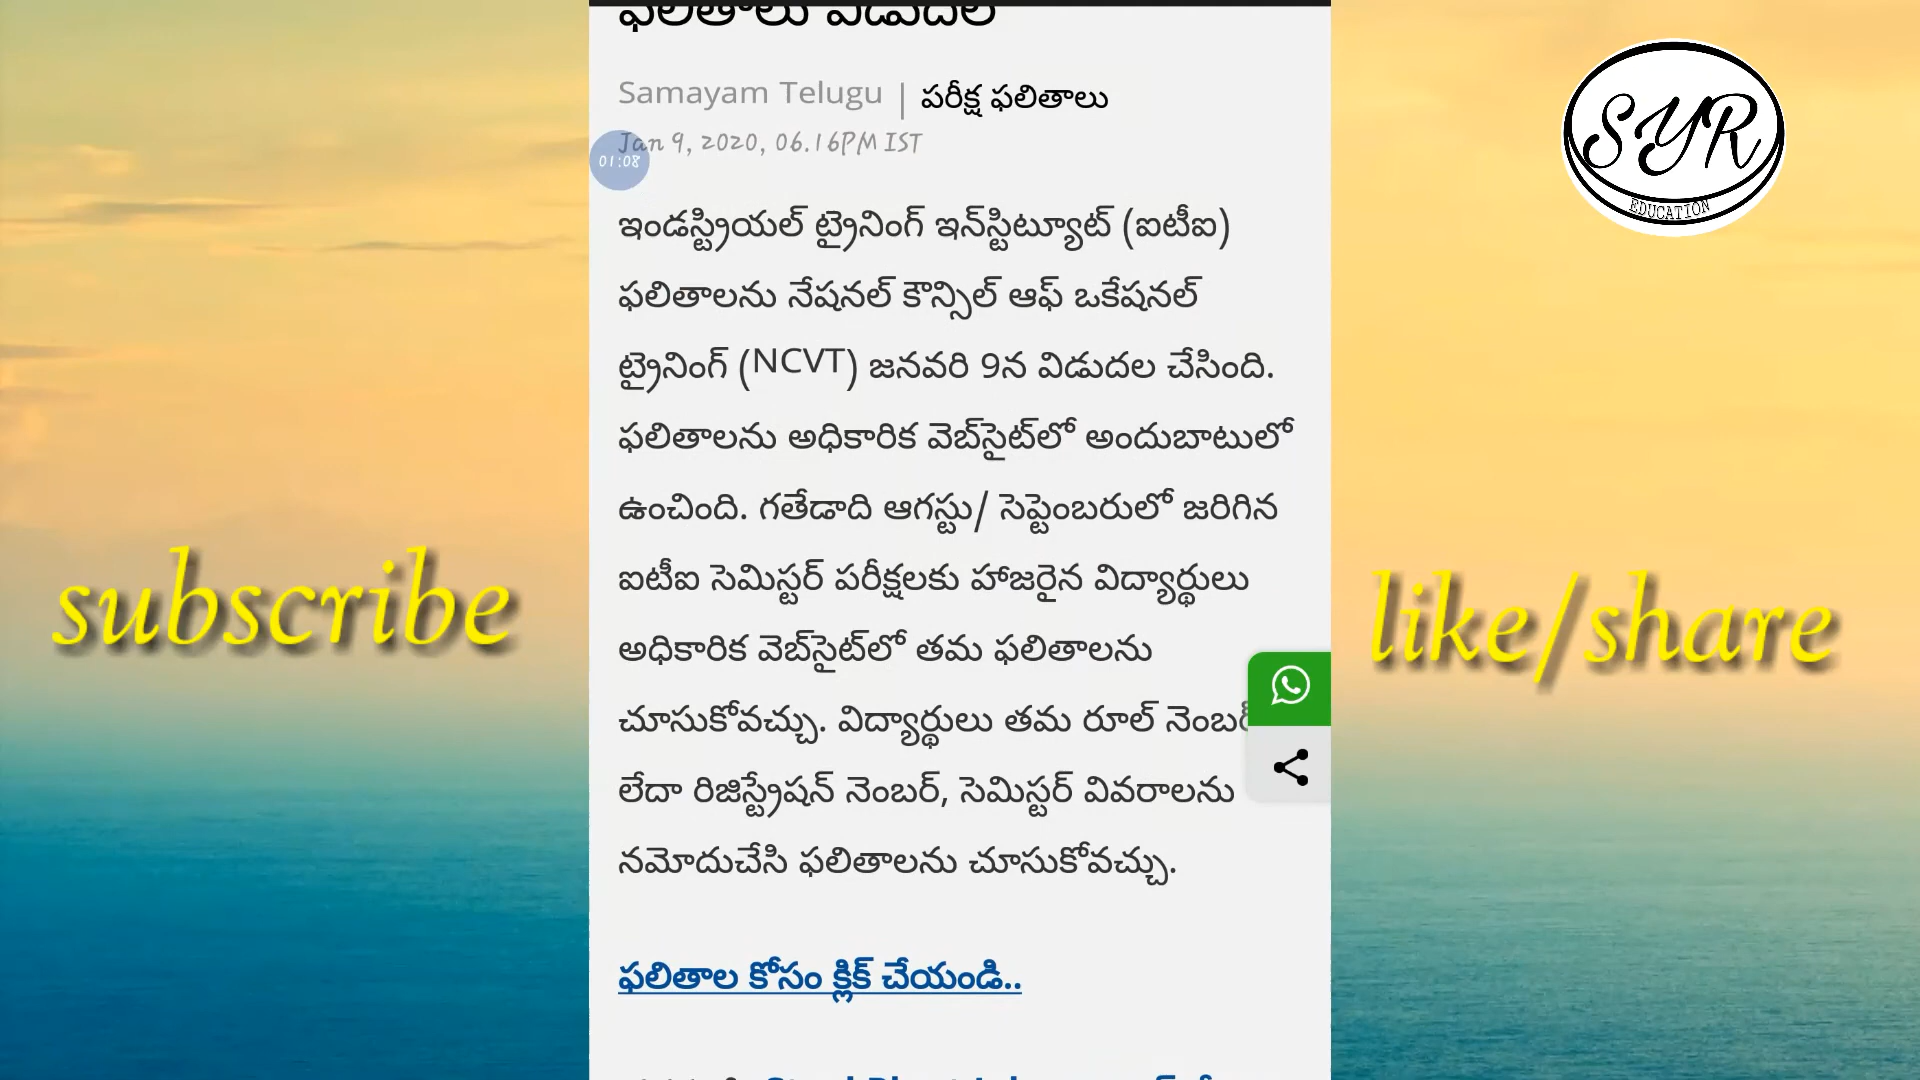 ఫలితాలు విడుదల
Samayam Telugu | పరీక్ష ఫలితాలు
Jan 9, 2020, 06.16PM IST
01:08
ఇండస్ట్రియల్ ట్రైనింగ్ ఇన్‌స్టిట్యూట్ (ఐటీఐ)
ఫలితాలను నేషనల్ కౌన్సిల్ ఆఫ్ ఒకేషనల్
ట్రైనింగ్ (NCVT) జనవరి 9న విడుదల చేసింది.
ఫలితాలను అధికారిక వెబ్‌సైట్‌లో అందుబాటులో
ఉంచింది. గతేడాది ఆగస్టు/ సెప్టెంబరులో జరిగిన
ఐటీఐ సెమిస్టర్ పరీక్షలకు హాజరైన విద్యార్థులు
అధికారిక వెబ్‌సైట్‌లో తమ ఫలితాలను
చూసుకోవచ్చు. విద్యార్థులు తమ రూల్ నెంబర్
లేదా రిజిస్ట్రేషన్ నెంబర్, సెమిస్టర్ వివరాలను
నమోదుచేసి ఫలితాలను చూసుకోవచ్చు.
ఫలితాల కోసం క్లిక్ చేయండి..
subscribe
like/share
SYR
EDUCATION